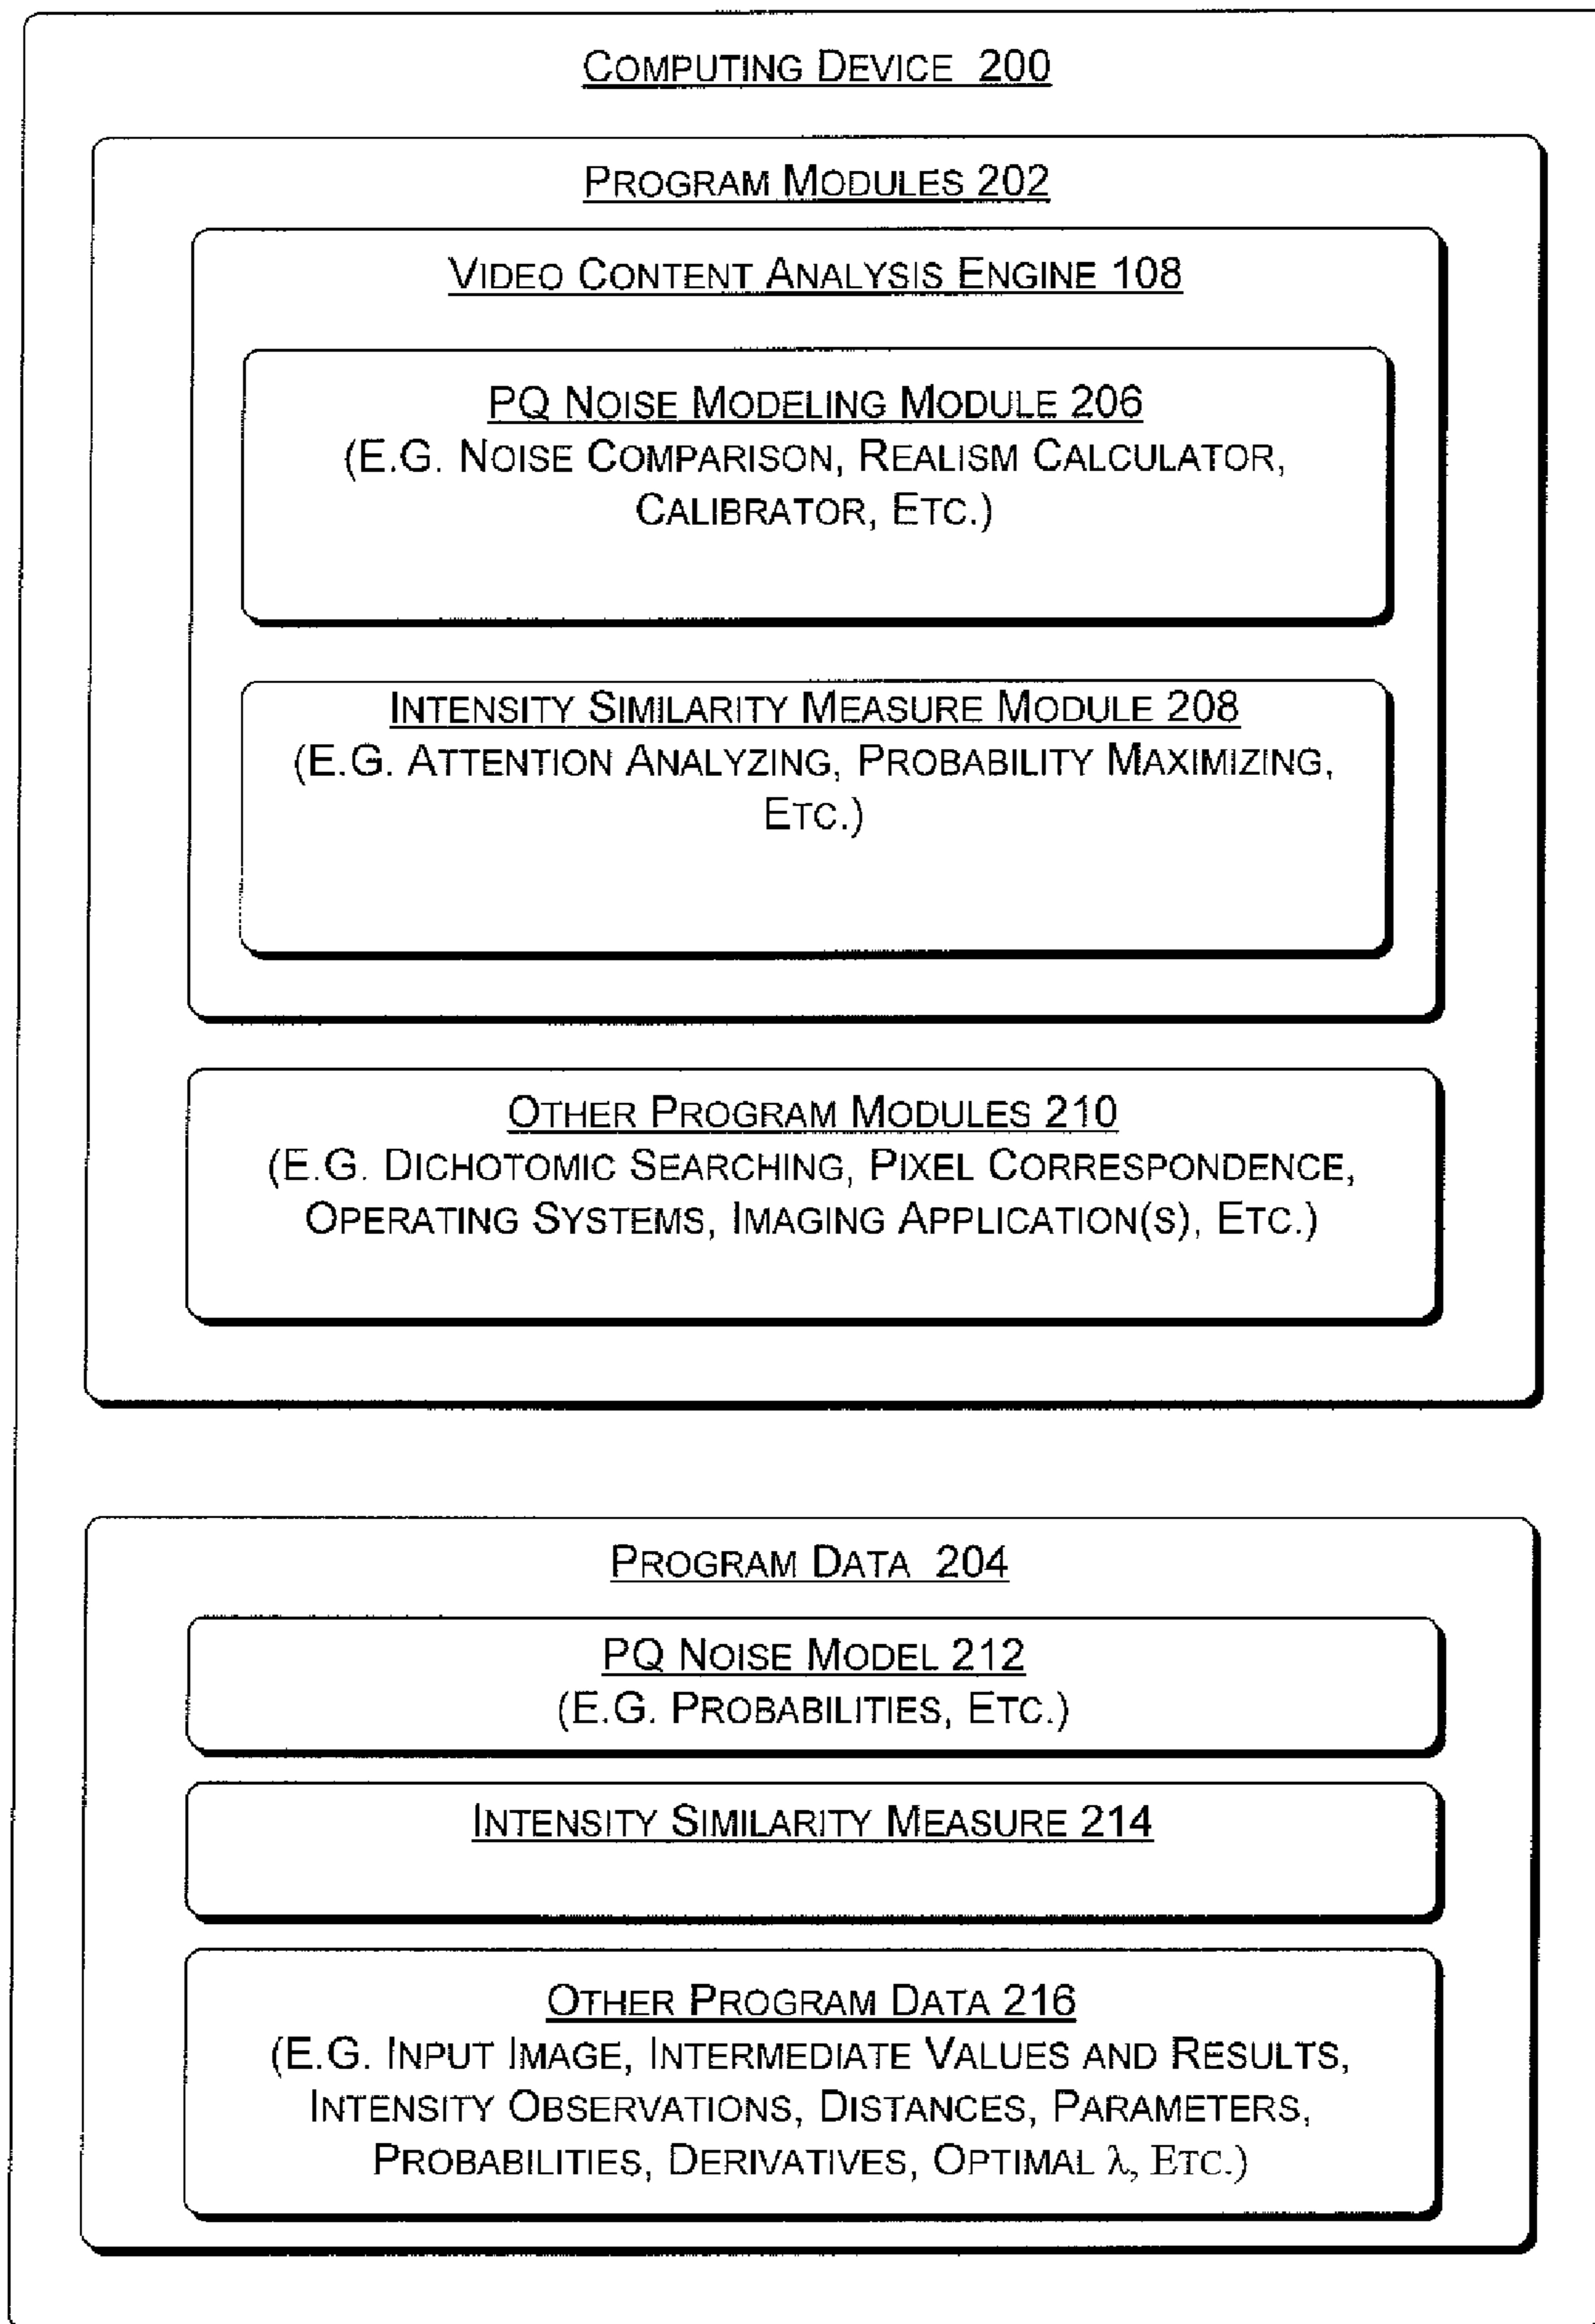 COMPUTING DEVICE 200
PROGRAM MODULES 202
VIDEO CONTENT ANALYSIS ENGINE 108
PQ NOISE MODELING MODULE 206
(E.G. NOISE COMPARISON, REALISM CALCULATOR,
CALIBRATOR, ETC.)
INTENSITY SIMILARITY MEASURE MODULE 208
(E.G. ATTENTION ANALYZING, PROBABILITY MAXIMIZING,
ETC.)
OTHER PROGRAM MODULES 210
(E.G. DICHOTOMIC SEARCHING, PIXEL CORRESPONDENCE,
OPERATING SYSTEMS, IMAGING APPLICATION(S), ETC.)
PROGRAM DATA 204
PQ NOISE MODEL 212
(E.G. PROBABILITIES, ETC.)
INTENSITY SIMILARITY MEASURE 214
OTHER PROGRAM DATA 216
(E.G. INPUT IMAGE, INTERMEDIATE VALUES AND RESULTS,
INTENSITY OBSERVATIONS, DISTANCES, PARAMETERS,
PROBABILITIES, DERIVATIVES, OPTIMAL λ, ETC.)